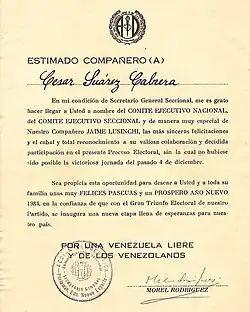 ESTIMADO COMPAÑERO (A)
Cesar Suárez Cabrera
En mi condición de Secretario General Seccional, me es grato
hacer llegar a Usted a nombre del COMITE EJECUTIVO NACIONAL,
del COMITE EJECUTIVO SECCIONAL y de manera muy especial de
Nuestro Compañero JAIME LUSINCHI, las más sinceras felicitaciones
y el cabal y total reconocimiento a su valiosa colaboración y decidida
participación en el presente Proceso Electoral, sin la cual no hubiese
sido posible la victoriosa jornada del pasado 4 de diciembre.
Sea propicia esta oportunidad para desear a Usted y a toda su
familia unas muy FELICES PASCUAS y un PROSPERO AÑO NUEVO
1984, en la confianza de que con el Gran Triunfo Electoral de nuestro
Partido, se inaugura una nueva etapa llena de esperanzas para nues-
tro país.
POR UNA VENEZUELA LIBRE
Y DE LOS VENEZOLANOS
MOREL RODRIGUEZ